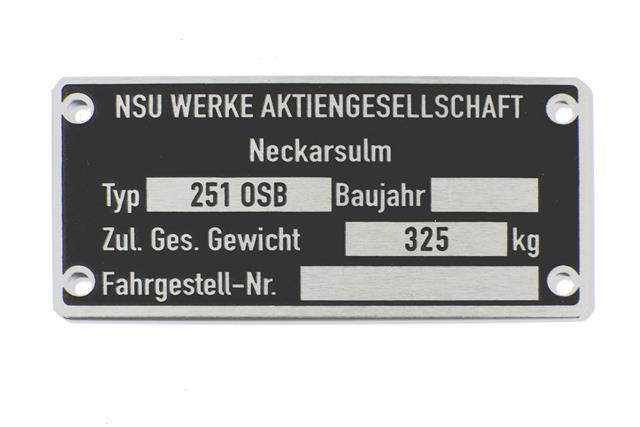 NSU WERKE AKTIENGESELLSCHAFT
Neckarsulm
Typ 251 OSB Baujahr
Zul. Ges. Gewicht 325 kg
Fahrgestell-Nr.